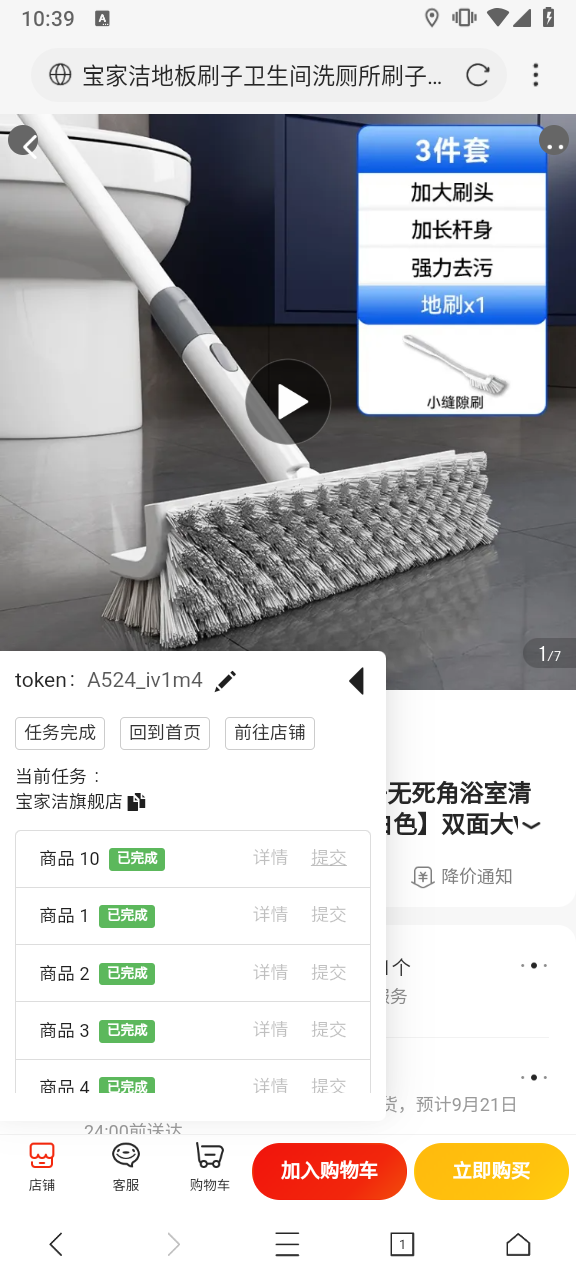 10:39
A
宝家洁地板刷子卫生间洗厕所刷子...
3件套
加大刷头
加长杆身
强力去污
地刷x1
小缝隙刷
1/7
token: A524_iv1m4
任务完成 回到首页 前往店铺
当前任务：
宝家洁旗舰店
无死角浴室清
白色】双面大
降价通知
商品 10 已完成 详情 提交
商品 1 已完成 详情 提交
1个
商品 2 已完成 详情 提交
服务
商品 3 已完成 详情 提交
商品 4 已完成 详情 提交
货，预计9月21日
24:00前送达
店铺 客服 购物车 加入购物车 立即购买
1